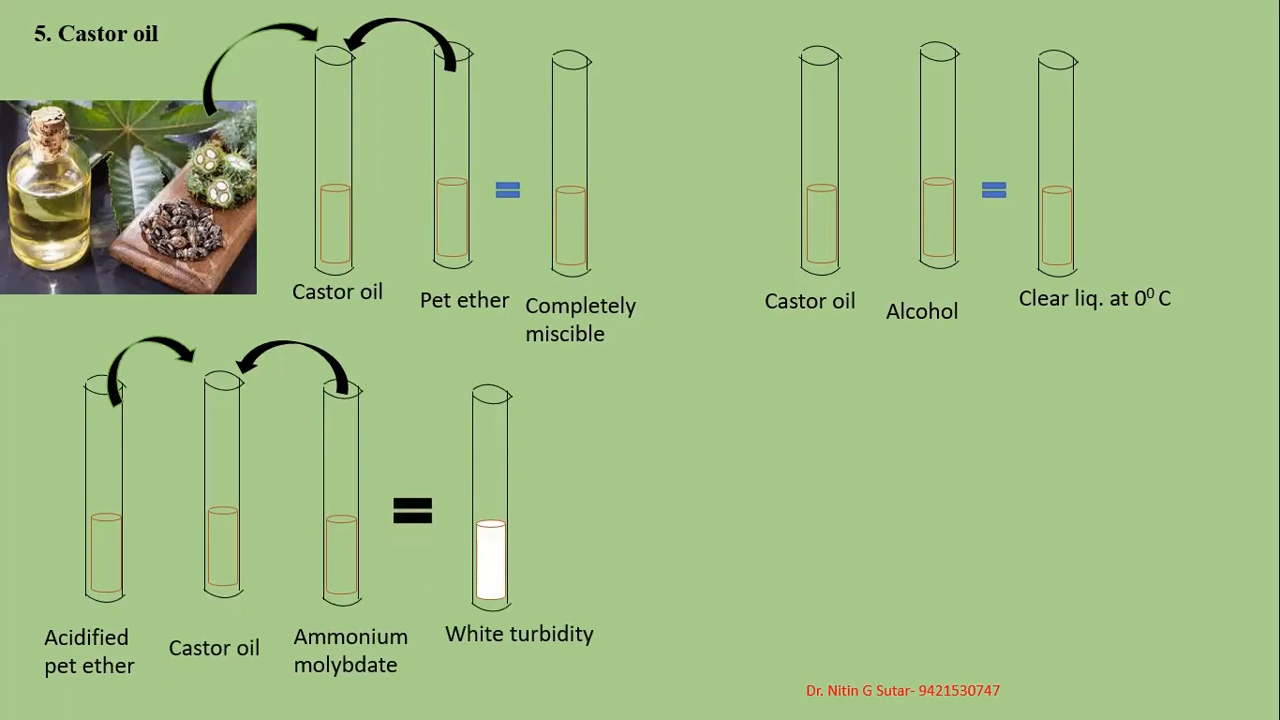 5. Castor oil
Castor oil
Pet ether
Completely
miscible
Castor oil
Alcohol
Clear liq. at 0⁰ C
Acidified
pet ether
Castor oil
Ammonium
molybdate
White turbidity
Dr. Nitin G Sutar- 9421530747